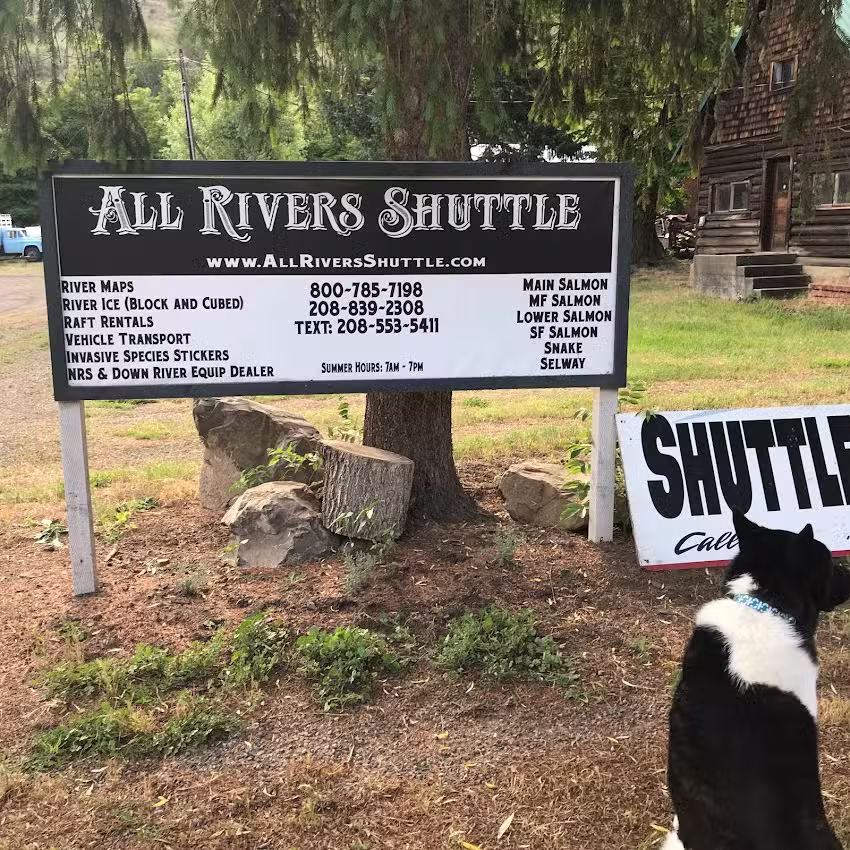 All Rivers Shuttle
www.AllRiversShuttle.com
River Maps
River Ice (Block and Cubed)
Raft Rentals
Vehicle Transport
Invasive Species Stickers
NRS & Down River Equip Dealer
800-785-7198
208-839-2308
Text: 208-553-5411
Summer Hours: 7am - 7pm
Main Salmon
MF Salmon
Lower Salmon
SF Salmon
Snake
Selway
SHUTTLE
Call